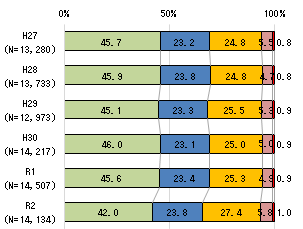 0% 50% 100%
H27
(N=13, 280) 45.7 23.2 24.8 5.5 0.8
H28
(N=13, 733) 45.9 23.8 24.8 4.7 0.8
H29
(N=12, 973) 45.1 23.3 25.5 5.3 0.9
H30
(N=14, 217) 46.0 23.1 25.0 5.0 0.9
R1
(N=14, 507) 45.6 23.4 25.3 4.9 0.9
R2
(N=14, 134) 42.0 23.8 27.4 5.8 1.0